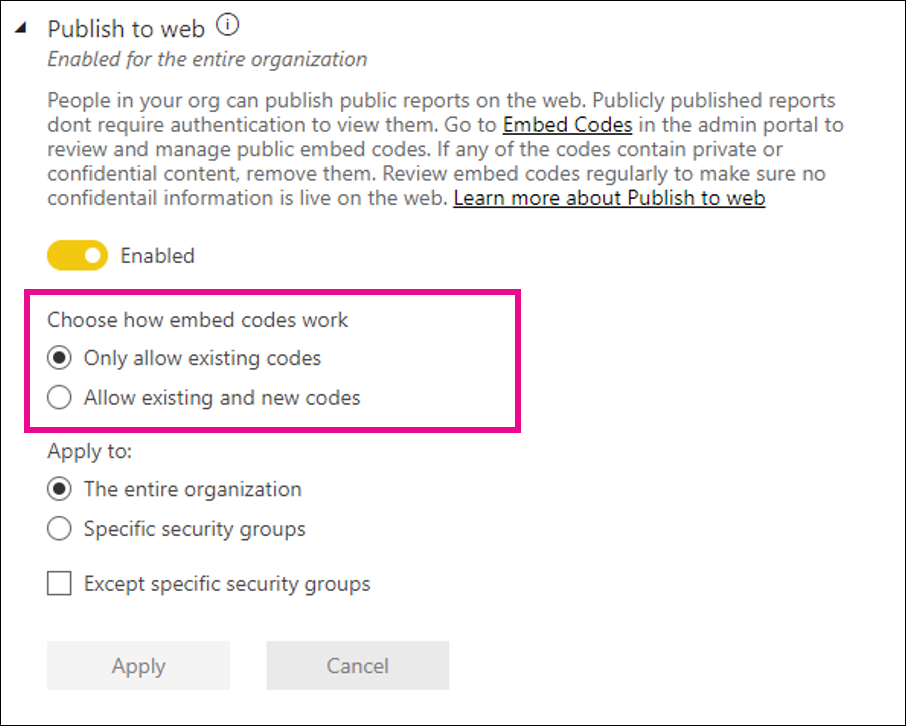 Publish to web
Enabled for the entire organization
People in your org can publish public reports on the web. Publicly published reports
dont require authentication to view them. Go to Embed Codes in the admin portal to
review and manage public embed codes. If any of the codes contain private or
confidential content, remove them. Review embed codes regularly to make sure no
confidentail information is live on the web. Learn more about Publish to web
Enabled
Choose how embed codes work
Only allow existing codes
Allow existing and new codes
Apply to:
The entire organization
Specific security groups
Except specific security groups
Apply Cancel